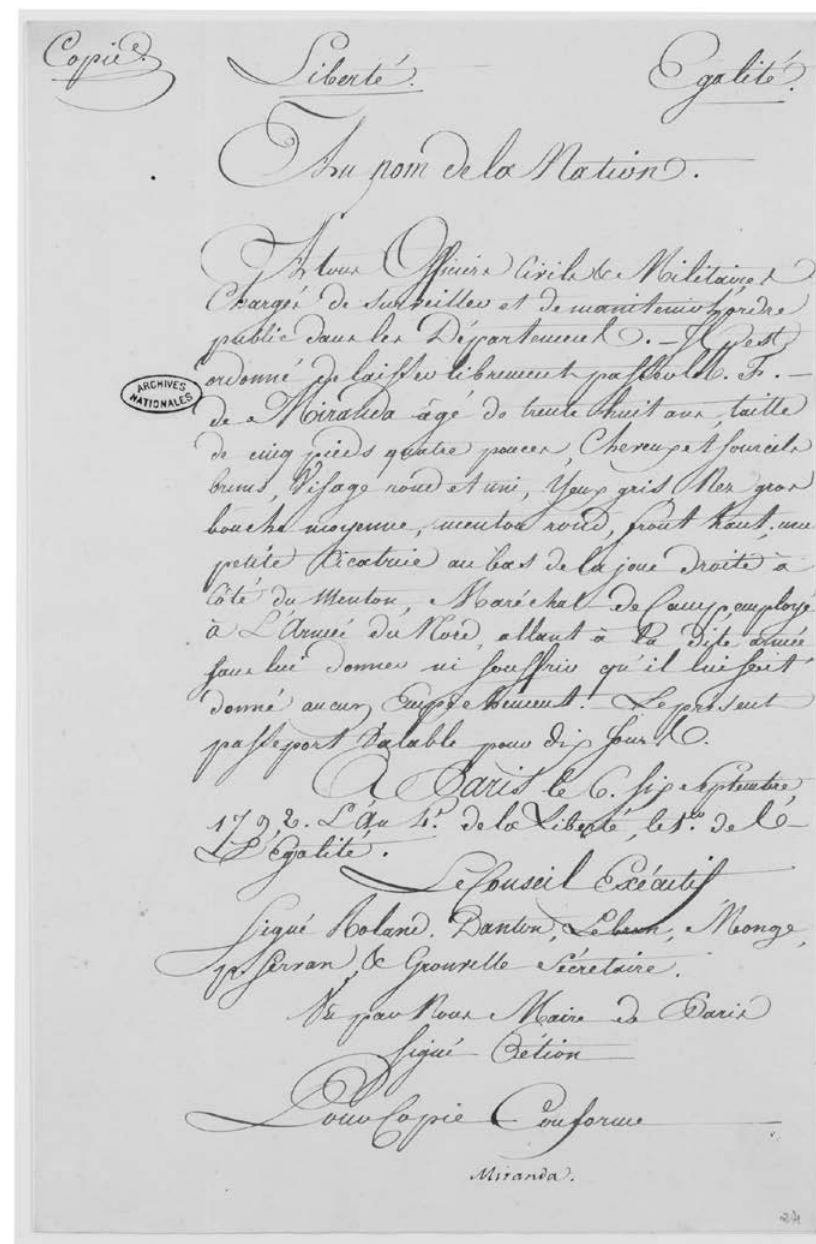 Copie.
Liberté. Egalité.
Au nom de la Nation.
A tous Officiers Civils & Militaires
Chargés de surveiller et de maintenir l'ordre
public dans les Départements. — Il est
ordonné de laisser librement passer M. F. —
de Miranda âgé de trente huit ans, taille
de cinq pieds quatre pouces, Cheveux et sourcils
bruns, Visage rond et uni, Yeux gris Nez gros
bouche moyenne, menton rond, front haut, une
petite Cicatrice au bas de la joue droite à
Côté du Menton, Maréchal de Camp, employé
à L'Armée du Nord, allant à la dite armée
sans lui donner ni souffrir qu'il lui soit
donné aucun Empechement. Le présent
passeport Valable pour dix Jours.
A Paris le 6. six Septembre
1792. L'An 4e. de la Liberté, le 1er. de
L'Egalité.
Le Conseil Exécutif
Signé Roland, Danton, Lebrun, Monge,
Servan, & Grouvelle Sécretaire.
Vu par Nous Maire de Paris
signé Pétion
Pour Copie Conforme
Miranda.
ARCHIVES
NATIONALES